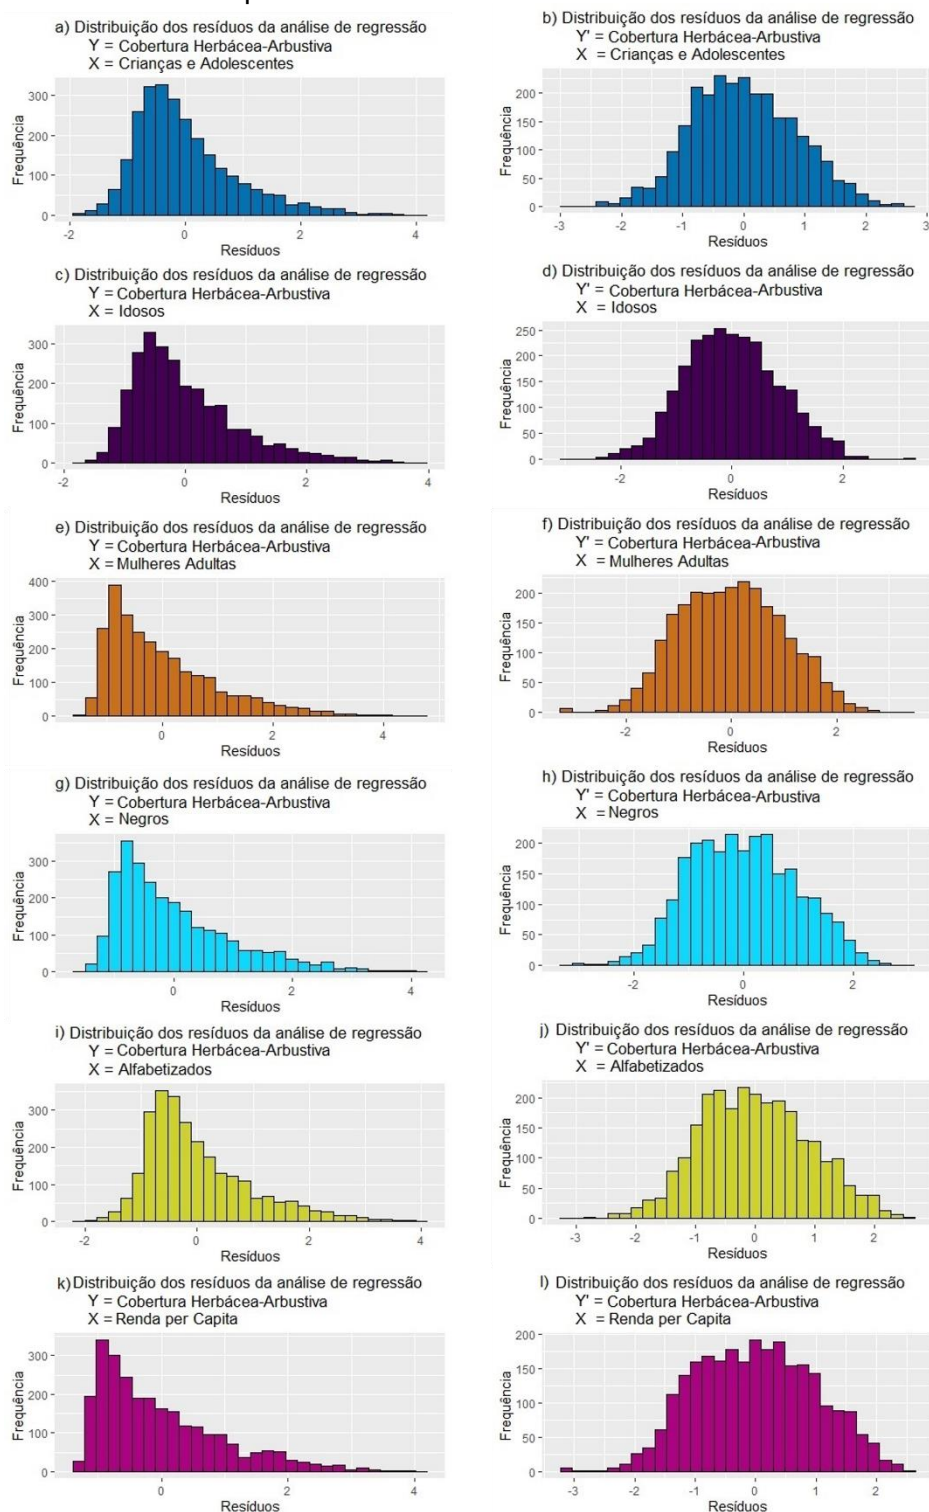 a) Distribuição dos resíduos da análise de regressão
Y = Cobertura Herbácea-Arbustiva
X = Crianças e Adolescentes
Frequência
300
200
100
0
-2
0
2
4
Resíduos
b) Distribuição dos resíduos da análise de regressão
Y' = Cobertura Herbácea-Arbustiva
X = Crianças e Adolescentes
Frequência
200
150
100
50
0
-3
-2
-1
0
1
2
3
Resíduos
c) Distribuição dos resíduos da análise de regressão
Y = Cobertura Herbácea-Arbustiva
X = Idosos
Frequência
300
200
100
0
-2
0
2
4
Resíduos
d) Distribuição dos resíduos da análise de regressão
Y' = Cobertura Herbácea-Arbustiva
X = Idosos
Frequência
250
200
150
100
50
0
-2
0
2
Resíduos
e) Distribuição dos resíduos da análise de regressão
Y = Cobertura Herbácea-Arbustiva
X = Mulheres Adultas
Frequência
400
300
200
100
0
0
2
4
Resíduos
f) Distribuição dos resíduos da análise de regressão
Y' = Cobertura Herbácea-Arbustiva
X = Mulheres Adultas
Frequência
200
150
100
50
0
-2
0
2
Resíduos
g) Distribuição dos resíduos da análise de regressão
Y = Cobertura Herbácea-Arbustiva
X = Negros
Frequência
300
200
100
0
0
2
4
Resíduos
h) Distribuição dos resíduos da análise de regressão
Y' = Cobertura Herbácea-Arbustiva
X = Negros
Frequência
200
150
100
50
0
-2
0
2
Resíduos
i) Distribuição dos resíduos da análise de regressão
Y = Cobertura Herbácea-Arbustiva
X = Alfabetizados
Frequência
300
200
100
0
-2
0
2
4
Resíduos
j) Distribuição dos resíduos da análise de regressão
Y' = Cobertura Herbácea-Arbustiva
X = Alfabetizados
Frequência
200
150
100
50
0
-3
-2
-1
0
1
2
Resíduos
k) Distribuição dos resíduos da análise de regressão
Y = Cobertura Herbácea-Arbustiva
X = Renda per Capita
Frequência
300
200
100
0
0
2
4
Resíduos
l) Distribuição dos resíduos da análise de regressão
Y' = Cobertura Herbácea-Arbustiva
X = Renda per Capita
Frequência
200
150
100
50
0
-3
-2
-1
0
1
2
Resíduos